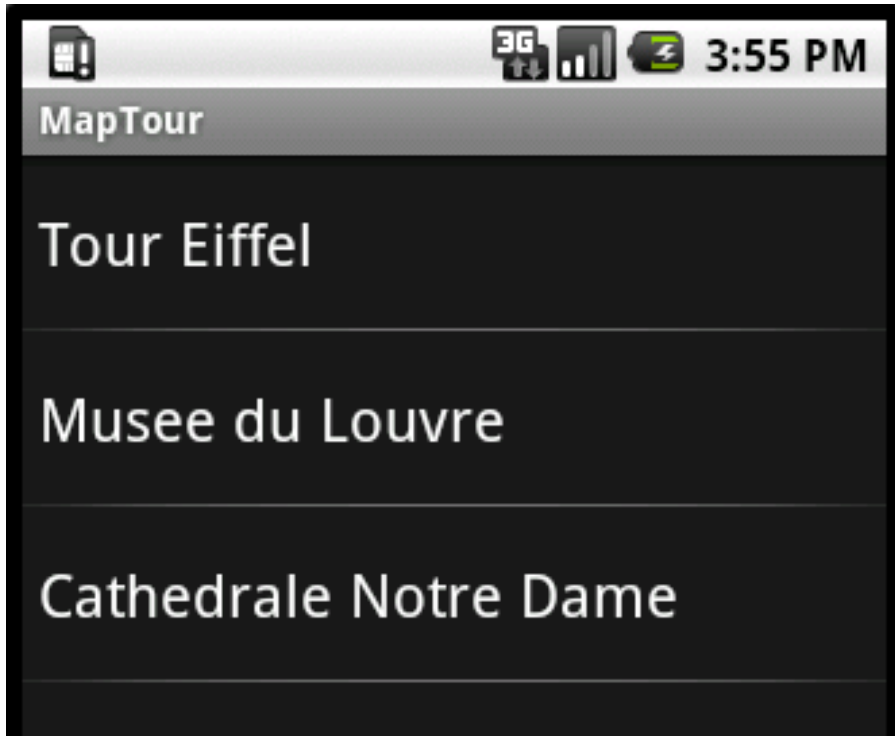 3G 3:55 PM
MapTour
Tour Eiffel
Musee du Louvre
Cathedrale Notre Dame